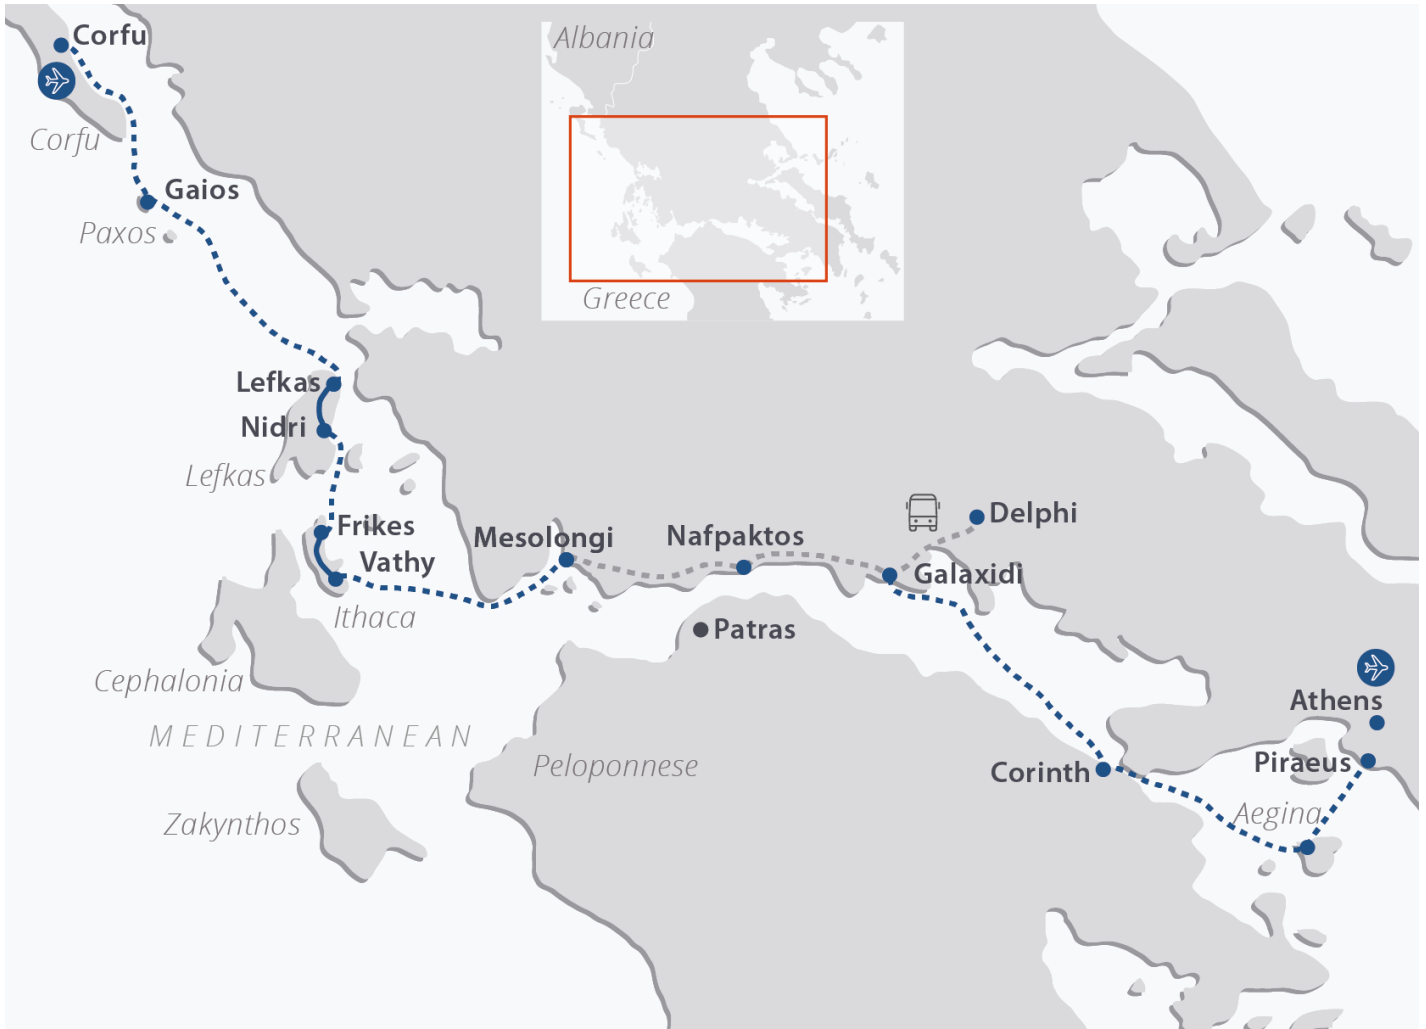 Corfu
Albania
Corfu
Gaios
Paxos
Greece
Lefkas
Nidri
Lefkas
Frikes
Delphi
Mesolongi
Nafpaktos
Vathy
Galaxidi
Ithaca
Patras
Cephalonia
Athens
MEDITERRANEAN
Peloponnese
Piraeus
Corinth
Aegina
Zakynthos